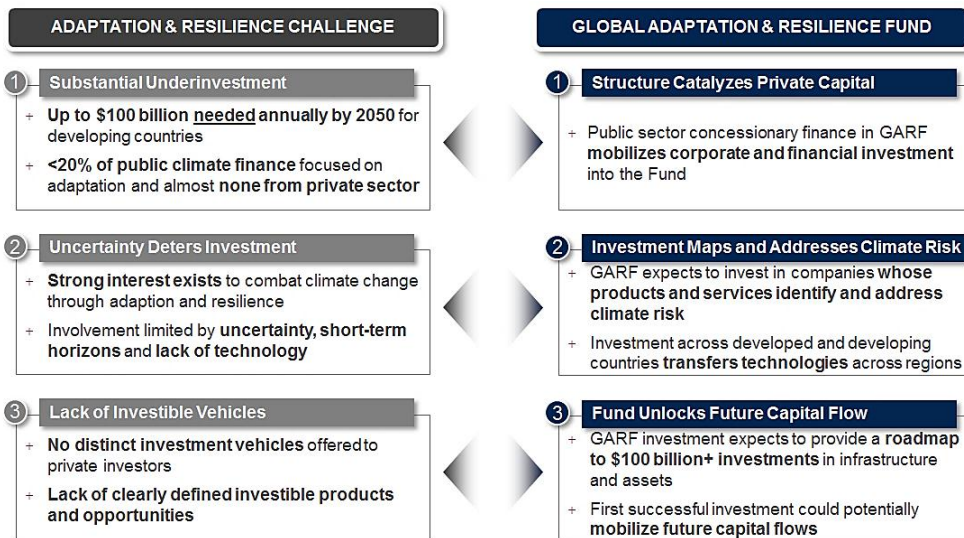 ADAPTATION & RESILIENCE CHALLENGE
1 Substantial Underinvestment
+ Up to $100 billion needed annually by 2050 for
developing countries
+ <20% of public climate finance focused on
adaptation and almost none from private sector
2 Uncertainty Deters Investment
+ Strong interest exists to combat climate change
through adaption and resilience
+ Involvement limited by uncertainty, short-term
horizons and lack of technology
3 Lack of Investible Vehicles
+ No distinct investment vehicles offered to
private investors
+ Lack of clearly defined investible products
and opportunities
GLOBAL ADAPTATION & RESILIENCE FUND
1 Structure Catalyzes Private Capital
+ Public sector concessionary finance in GARF
mobilizes corporate and financial investment
into the Fund
2 Investment Maps and Addresses Climate Risk
+ GARF expects to invest in companies whose
products and services identify and address
climate risk
+ Investment across developed and developing
countries transfers technologies across regions
3 Fund Unlocks Future Capital Flow
+ GARF investment expects to provide a roadmap
to $100 billion+ investments in infrastructure
and assets
+ First successful investment could potentially
mobilize future capital flows